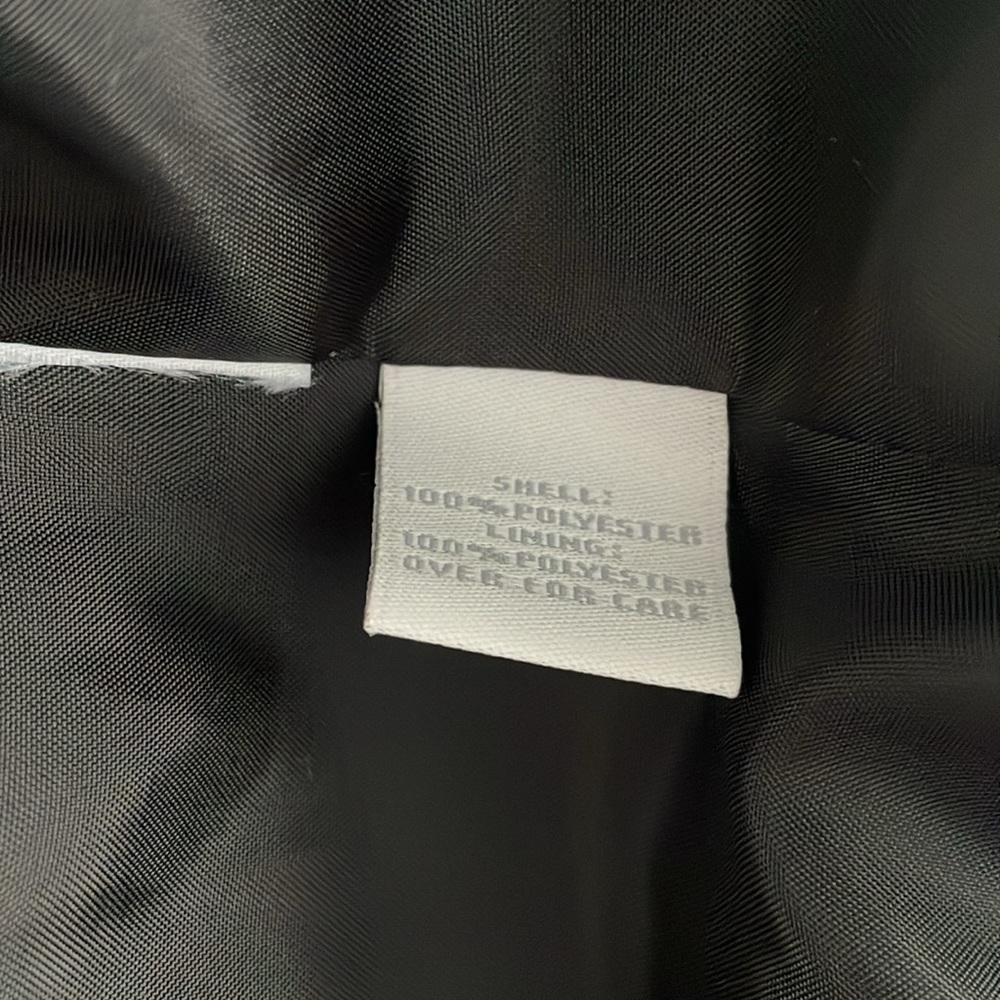 SHELL:
100% POLYESTER
LINING:
100% POLYESTER
OVER FOR CARE